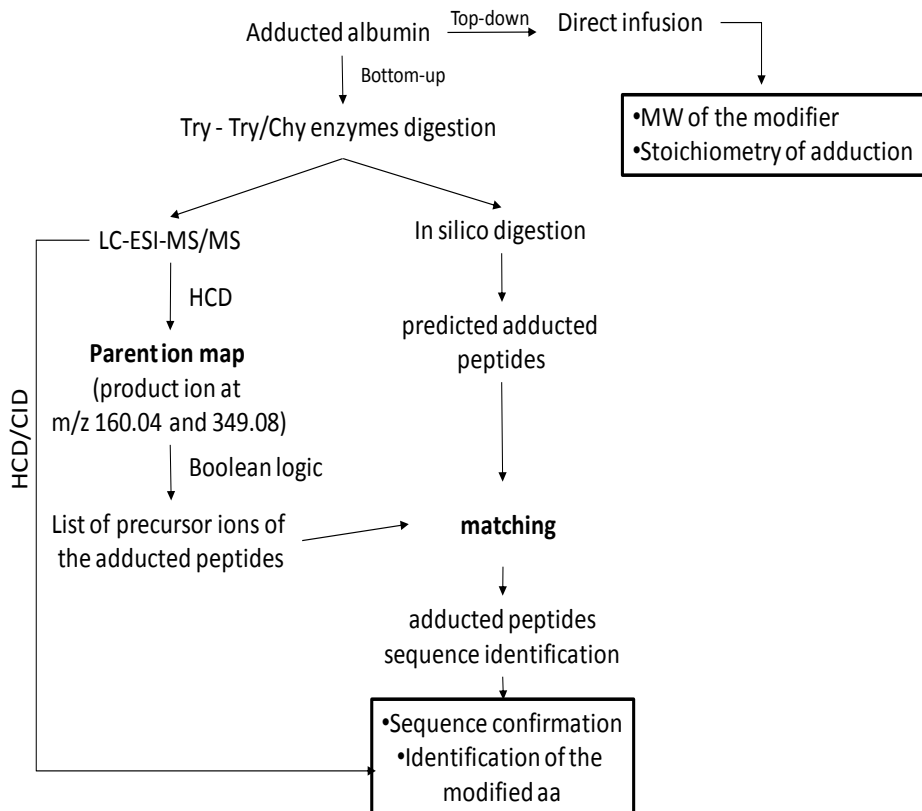 Adducted albumin
Top-down
Direct infusion
Bottom-up
•MW of the modifier
•Stoichiometry of adduction
Try - Try/Chy enzymes digestion
LC-ESI-MS/MS
In silico digestion
HCD
predicted adducted
peptides
Parent ion map
(product ion at
m/z 160.04 and 349.08)
HCD/CID
Boolean logic
List of precursor ions of
the adducted peptides
matching
adducted peptides
sequence identification
•Sequence confirmation
•Identification of the
modified aa